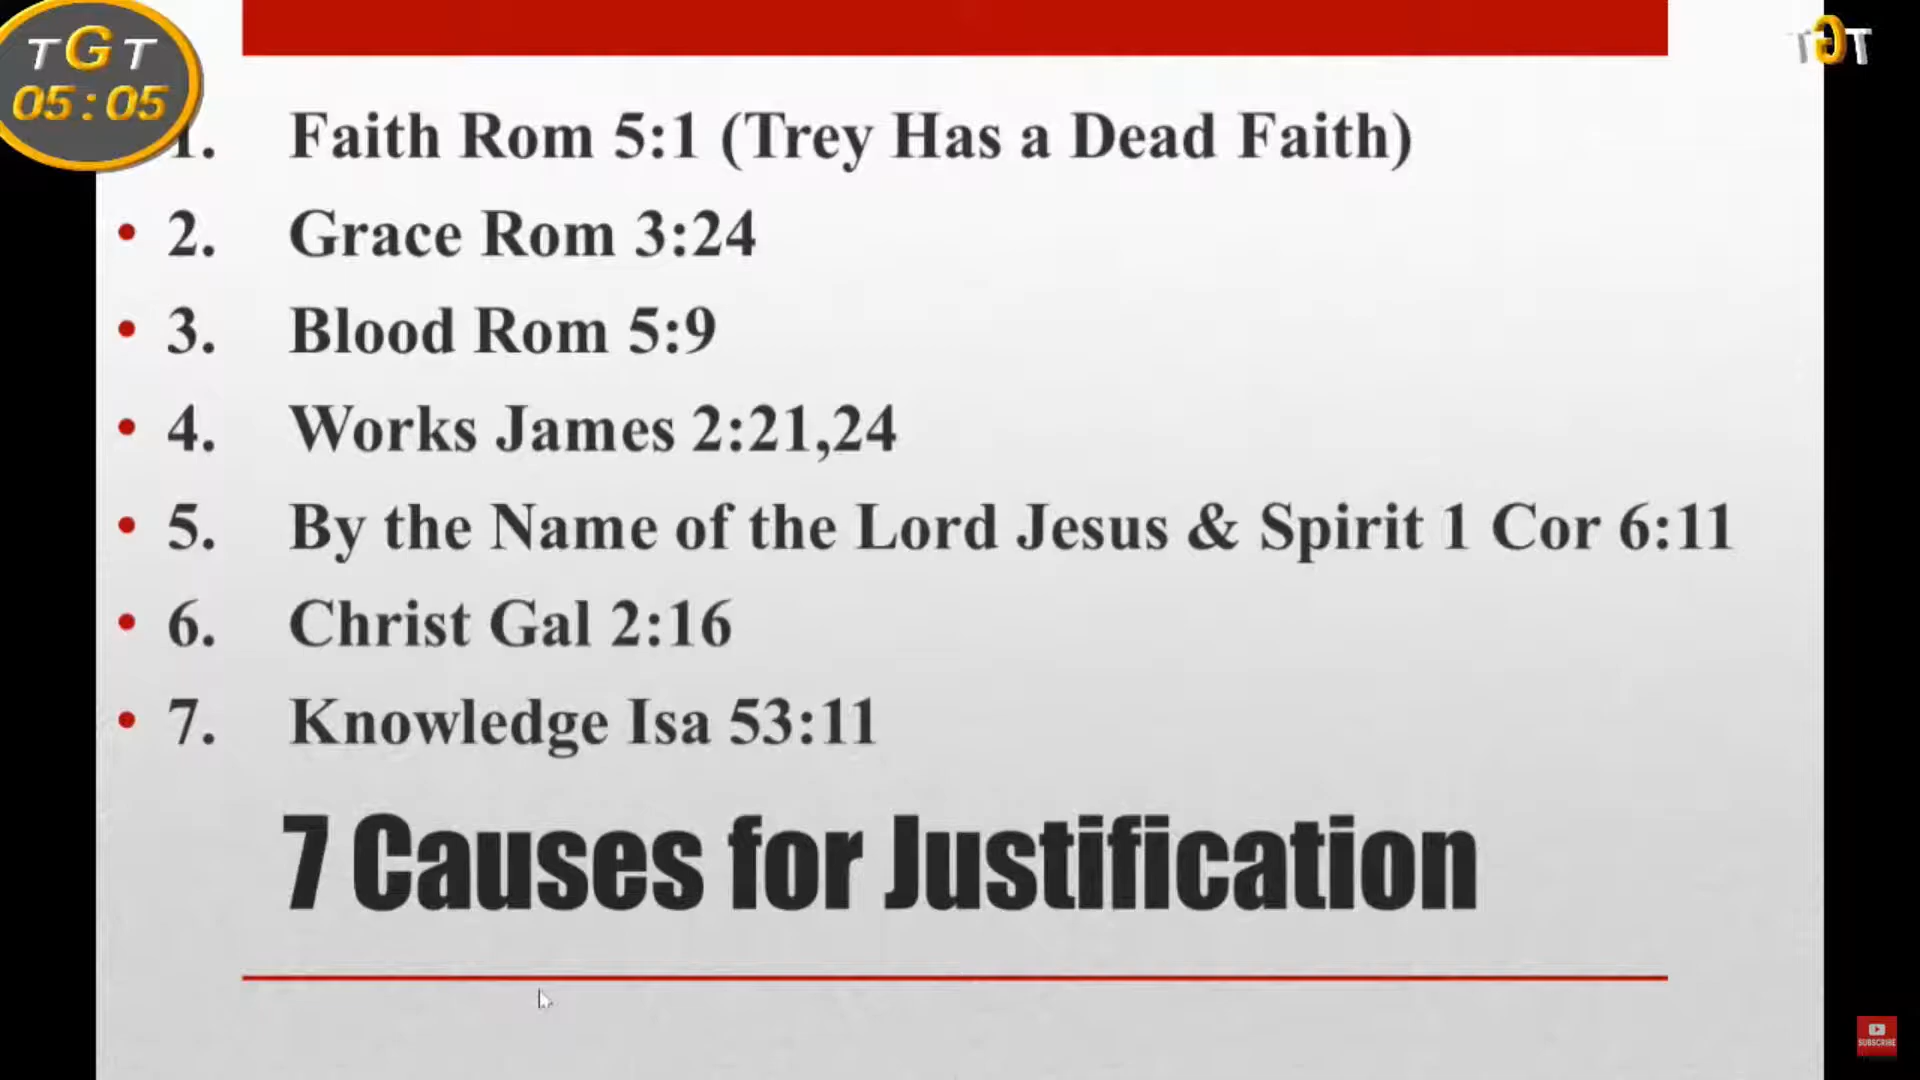 TGT
05:05
1. Faith Rom 5:1 (Trey Has a Dead Faith)
• 2. Grace Rom 3:24
• 3. Blood Rom 5:9
• 4. Works James 2:21,24
• 5. By the Name of the Lord Jesus & Spirit 1 Cor 6:11
• 6. Christ Gal 2:16
• 7. Knowledge Isa 53:11
7 Causes for Justification
TGT
SUBSCRIBE